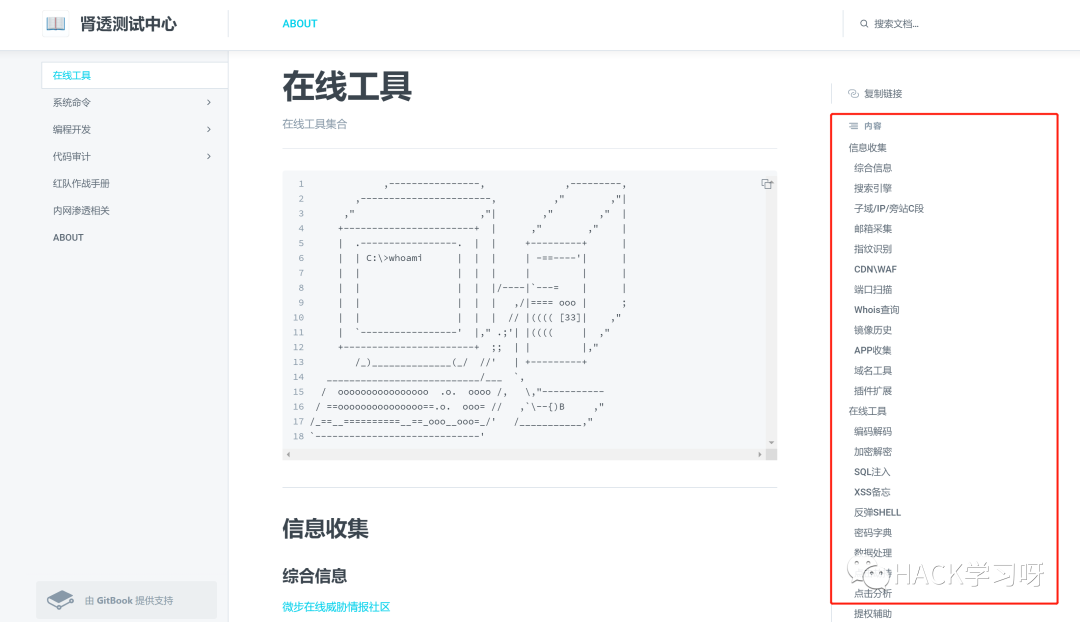 肾透测试中心
ABOUT
搜索文档…
在线工具
系统命令
编程开发
代码审计
红队作战手册
内网渗透相关
ABOUT
由 GitBook 提供支持
在线工具
在线工具集合
1              ,----------------,              ,---------,
2         ,-----------------------,          ,"        ,"|
3       ,"                      ,"|        ,"        ,"  |
4      +-----------------------+  |      ,"        ,"    |
5      |  .-----------------.  |  |     +---------+      |
6      |  | C:\>whoami      |  |  |     | -==----'|      |
7      |  |                 |  |  |     |         |      |
8      |  |                 |  |  |/----|`---=    |      |
9      |  |                 |  |  |   ,/|==== ooo |      ;
10      |  |                 |  |  |  // |(((( [33]|    ,"
11      |  `-----------------'  |," .;'| |((((     |  ,"
12      +-----------------------+  ;;  | |         |,"
13         /_)______________(_/  //'   | +---------+
14    ___________________________/___  `,
15   /  oooooooooooooooo  .o.  oooo /,   \,"-----------
16  / ==ooooooooooooooo==.o.  ooo= //   ,`\--{)B     ,"
17 /_==__==========__==_ooo__ooo=_/'   /___________,"
18 `-----------------------------'
信息收集
综合信息
微步在线威胁情报社区
复制链接
内容
信息收集
综合信息
搜索引擎
子域/IP/旁站C段
邮箱采集
指纹识别
CDN\WAF
端口扫描
Whois查询
镜像历史
APP收集
域名工具
插件扩展
在线工具
编码解码
加密解密
SQL注入
XSS备忘
反弹SHELL
密码字典
数据处理
HACK学习呀
点击分析
提权辅助